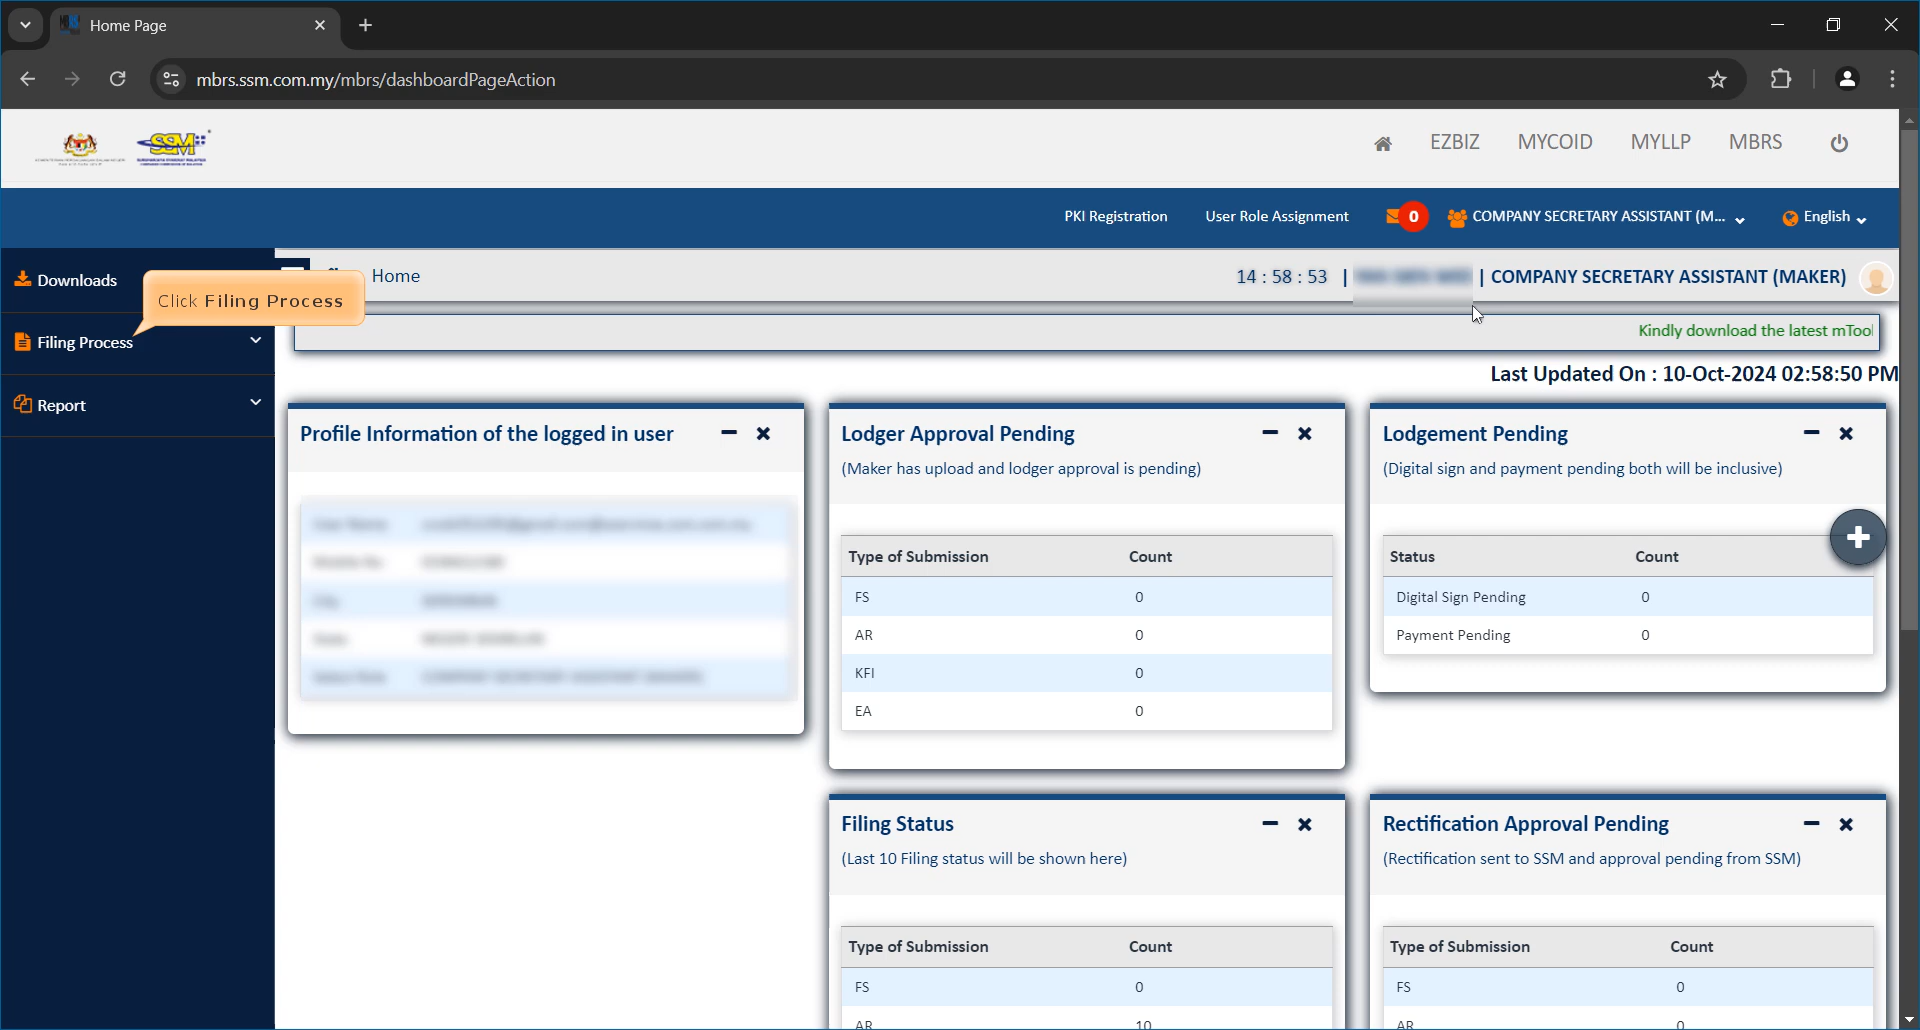 Home Page
mbrs.ssm.com.my/mbrs/dashboardPageAction
SSM
EZBIZ MYCOID MYLLP MBRS
PKI Registration User Role Assignment 0 COMPANY SECRETARY ASSISTANT (M... English
Downloads
Click Filing Process
Home
14 : 58 : 53 | | COMPANY SECRETARY ASSISTANT (MAKER)
Filing Process
Kindly download the latest mTool
Report
Last Updated On : 10-Oct-2024 02:58:50 PM
Profile Information of the logged in user
Lodger Approval Pending
(Maker has upload and lodger approval is pending)
Type of Submission Count
FS 0
AR 0
KFI 0
EA 0
Lodgement Pending
(Digital sign and payment pending both will be inclusive)
Status Count
Digital Sign Pending 0
Payment Pending 0
Filing Status
(Last 10 Filing status will be shown here)
Type of Submission Count
FS 0
AR 10
Rectification Approval Pending
(Rectification sent to SSM and approval pending from SSM)
Type of Submission Count
FS 0
AR 0